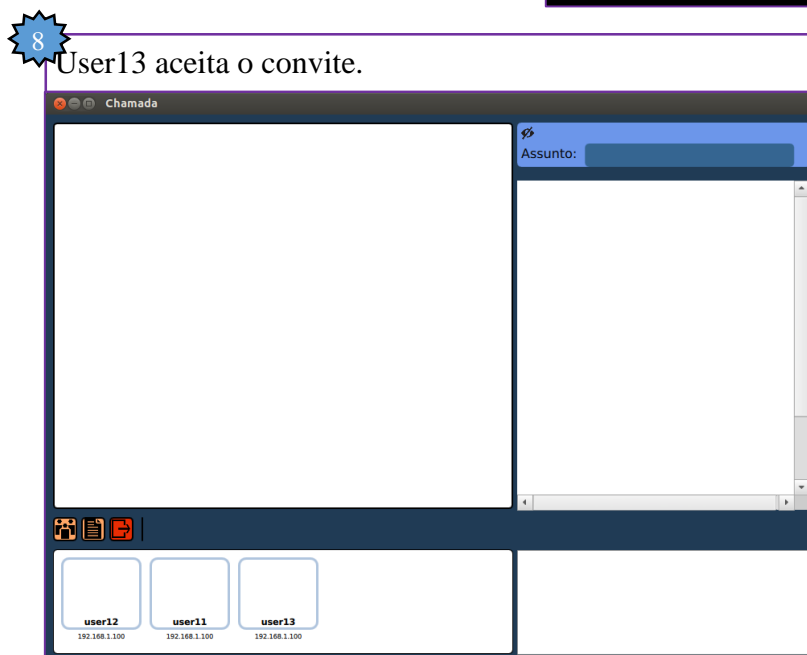 8
User13 aceita o convite.
Chamada
Assunto:
user12
192.168.1.100
user11
192.168.1.100
user13
192.168.1.100